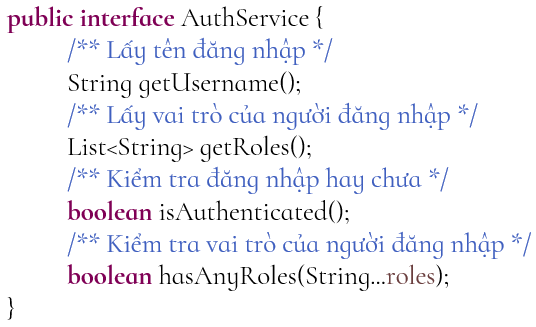 public interface AuthService {
/** Lấy tên đăng nhập */
String getUsername();
/** Lấy vai trò của người đăng nhập */
List<String> getRoles();
/** Kiểm tra đăng nhập hay chưa */
boolean isAuthenticated();
/** Kiểm tra vai trò của người đăng nhập */
boolean hasAnyRoles(String...roles);
}